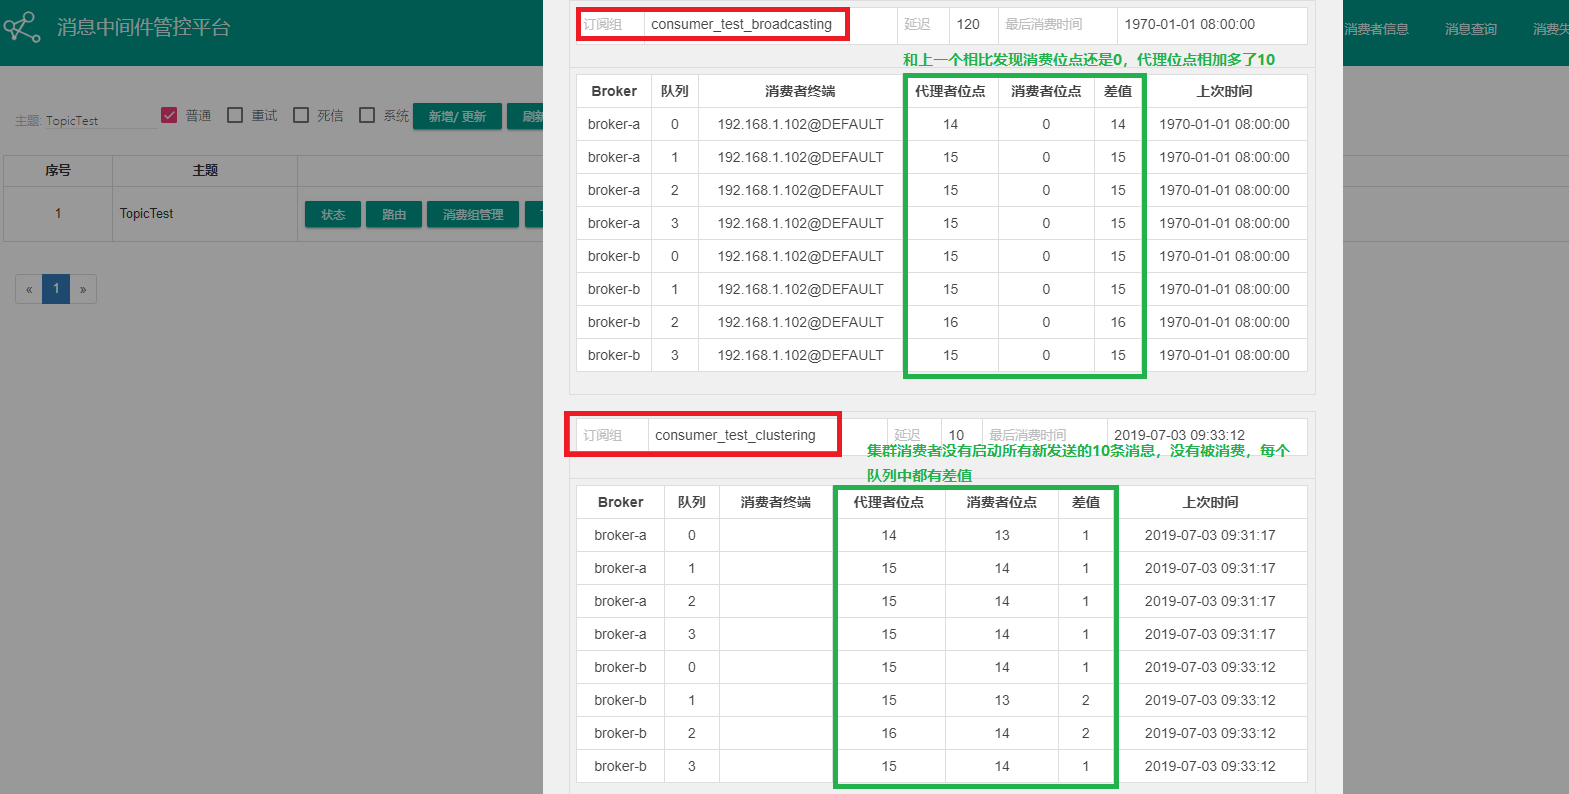 消息中间件管控平台
消费者信息 消息查询 消费失
主题: TopicTest 普通 重试 死信 系统 新增/ 更新 刷新
序号 主题
1 TopicTest 状态 路由 消费组管理
« 1 »
订阅组 consumer_test_broadcasting 延迟 120 最后消费时间 1970-01-01 08:00:00
和上一个相比发现消费位点还是0，代理位点相加多了10
Broker 队列 消费者终端 代理者位点 消费者位点 差值 上次时间
broker-a 0 192.168.1.102@DEFAULT 14 0 14 1970-01-01 08:00:00
broker-a 1 192.168.1.102@DEFAULT 15 0 15 1970-01-01 08:00:00
broker-a 2 192.168.1.102@DEFAULT 15 0 15 1970-01-01 08:00:00
broker-a 3 192.168.1.102@DEFAULT 15 0 15 1970-01-01 08:00:00
broker-b 0 192.168.1.102@DEFAULT 15 0 15 1970-01-01 08:00:00
broker-b 1 192.168.1.102@DEFAULT 15 0 15 1970-01-01 08:00:00
broker-b 2 192.168.1.102@DEFAULT 16 0 16 1970-01-01 08:00:00
broker-b 3 192.168.1.102@DEFAULT 15 0 15 1970-01-01 08:00:00
订阅组 consumer_test_clustering 延迟 10 最后消费时间 2019-07-03 09:33:12
集群消费者没有启动所有新发送的10条消息，没有被消费，每个
队列中都有差值
Broker 队列 消费者终端 代理者位点 消费者位点 差值 上次时间
broker-a 0 14 13 1 2019-07-03 09:31:17
broker-a 1 15 14 1 2019-07-03 09:31:17
broker-a 2 15 14 1 2019-07-03 09:31:17
broker-a 3 15 14 1 2019-07-03 09:31:17
broker-b 0 15 14 1 2019-07-03 09:33:12
broker-b 1 15 13 2 2019-07-03 09:33:12
broker-b 2 16 14 2 2019-07-03 09:33:12
broker-b 3 15 14 1 2019-07-03 09:33:12